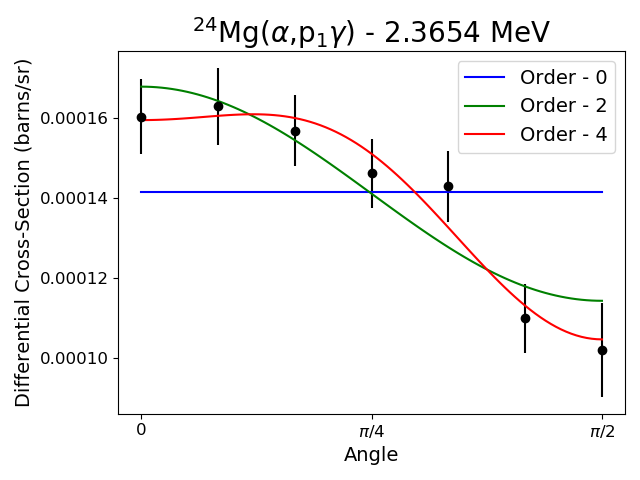 ²⁴Mg(α,p₁γ) - 2.3654 MeV
Order - 0
Order - 2
Order - 4
Differential Cross-Section (barns/sr)
0.00016
0.00014
0.00012
0.00010
0 π/4 π/2
Angle